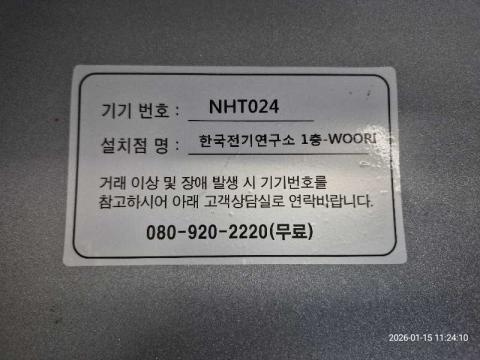 기기 번호 : NHT024
설치점 명 : 한국전기연구소 1층-WOORI
거래 이상 및 장애 발생 시 기기번호를
참고하시어 아래 고객상담실로 연락바랍니다.
080-920-2220(무료)
2026-01-15 11:24:10